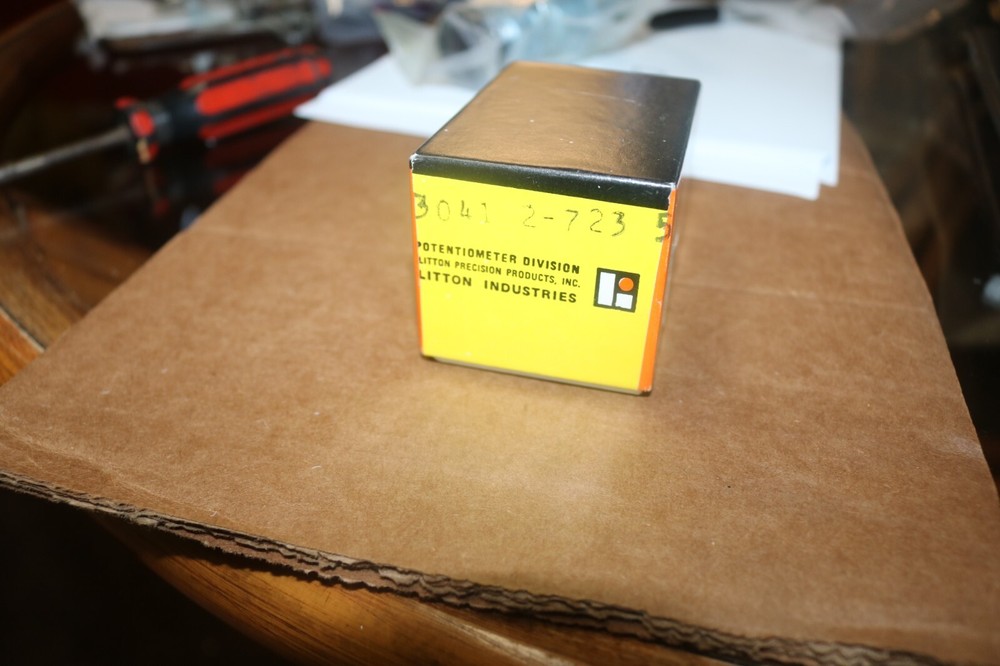 3041 2-723 5
POTENTIOMETER DIVISION
LITTON PRECISION PRODUCTS, INC.
LITTON INDUSTRIES